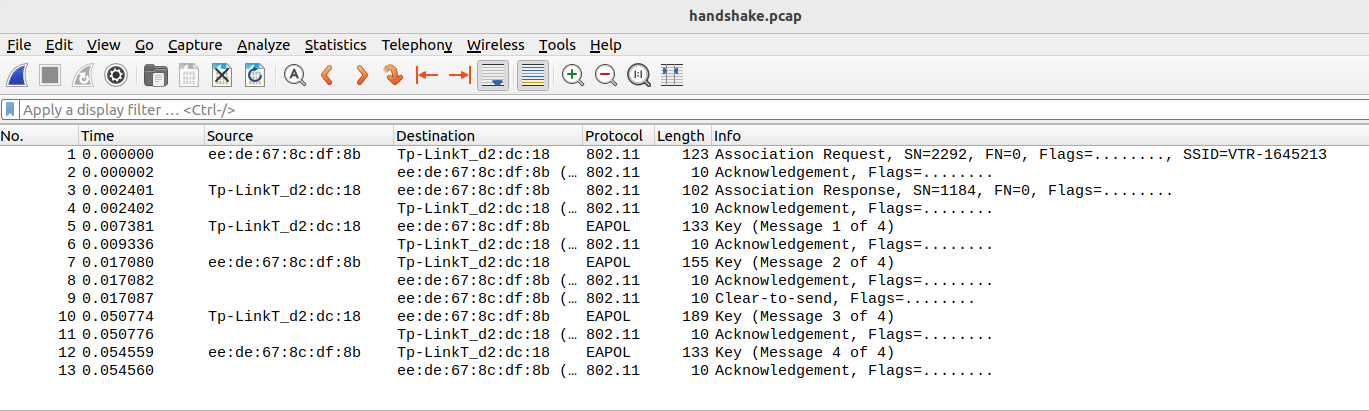 handshake.pcap
File Edit View Go Capture Analyze Statistics Telephony Wireless Tools Help
Apply a display filter … <Ctrl-/>
No. Time Source Destination Protocol Length Info
1 0.000000 ee:de:67:8c:df:8b Tp-LinkT_d2:dc:18 802.11 123 Association Request, SN=2292, FN=0, Flags=........, SSID=VTR-1645213
2 0.000002 ee:de:67:8c:df:8b (… 802.11 10 Acknowledgement, Flags=........
3 0.002401 Tp-LinkT_d2:dc:18 ee:de:67:8c:df:8b 802.11 102 Association Response, SN=1184, FN=0, Flags=........
4 0.002402 Tp-LinkT_d2:dc:18 (… 802.11 10 Acknowledgement, Flags=........
5 0.007381 Tp-LinkT_d2:dc:18 ee:de:67:8c:df:8b EAPOL 133 Key (Message 1 of 4)
6 0.009336 Tp-LinkT_d2:dc:18 (… 802.11 10 Acknowledgement, Flags=........
7 0.017080 ee:de:67:8c:df:8b Tp-LinkT_d2:dc:18 EAPOL 155 Key (Message 2 of 4)
8 0.017082 ee:de:67:8c:df:8b (… 802.11 10 Acknowledgement, Flags=........
9 0.017087 ee:de:67:8c:df:8b (… 802.11 10 Clear-to-send, Flags=........
10 0.050774 Tp-LinkT_d2:dc:18 ee:de:67:8c:df:8b EAPOL 189 Key (Message 3 of 4)
11 0.050776 Tp-LinkT_d2:dc:18 (… 802.11 10 Acknowledgement, Flags=........
12 0.054559 ee:de:67:8c:df:8b Tp-LinkT_d2:dc:18 EAPOL 133 Key (Message 4 of 4)
13 0.054560 ee:de:67:8c:df:8b (… 802.11 10 Acknowledgement, Flags=........